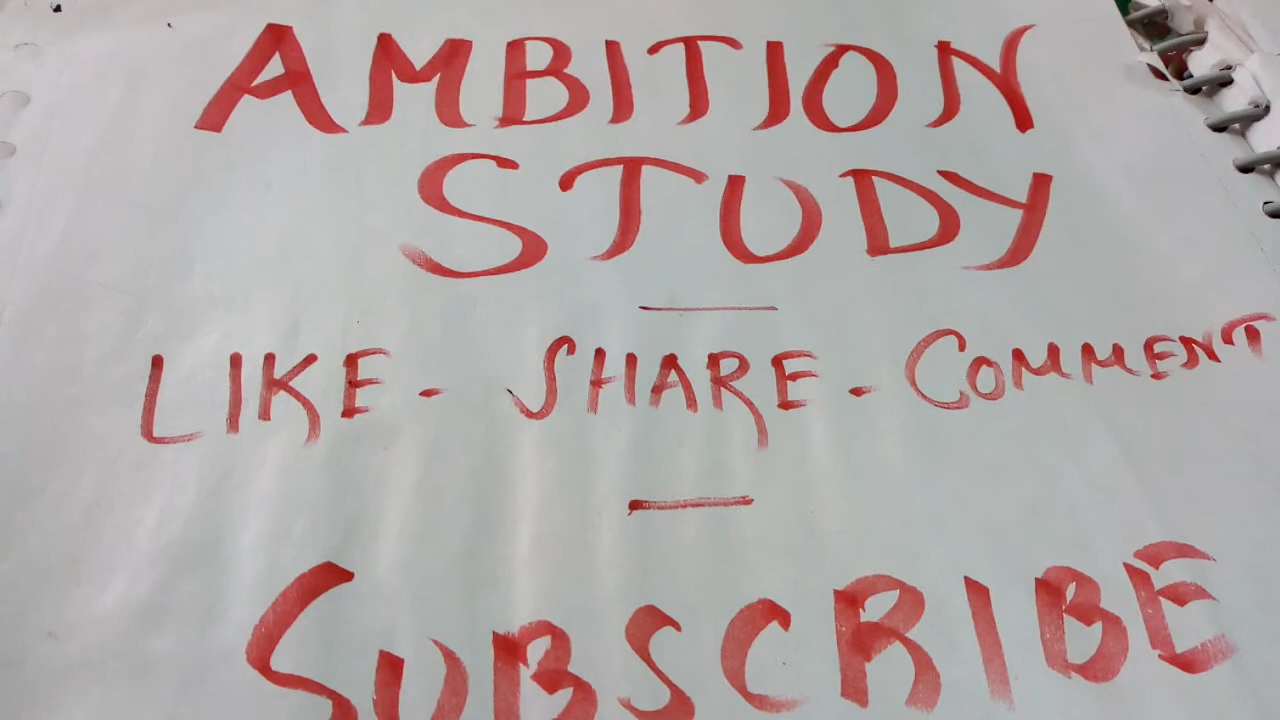 AMBITION
STUDY
LIKE - SHARE - COMMENT
SUBSCRIBE